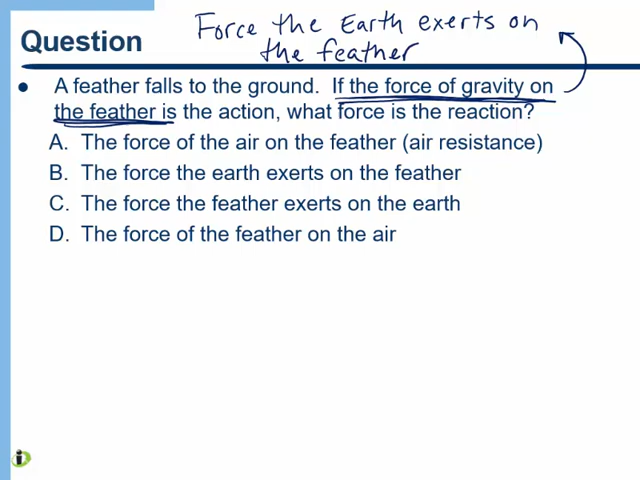 Force the Earth exerts on
the feather
Question
A feather falls to the ground. If the force of gravity on
the feather is the action, what force is the reaction?
A. The force of the air on the feather (air resistance)
B. The force the earth exerts on the feather
C. The force the feather exerts on the earth
D. The force of the feather on the air